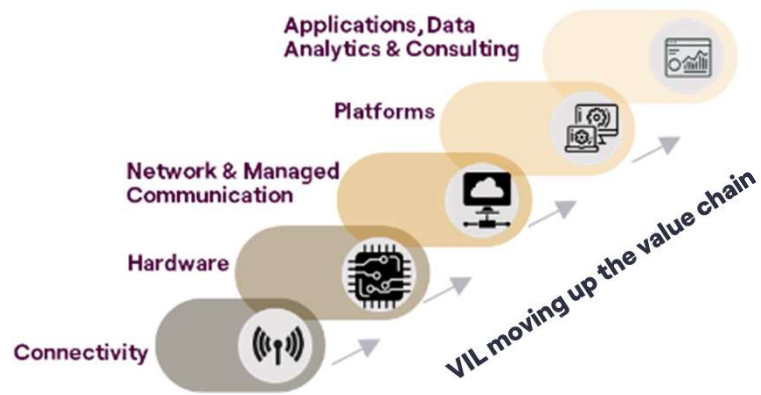 Applications, Data
Analytics & Consulting
Platforms
Network & Managed
Communication
Hardware
Connectivity
VIL moving up the value chain